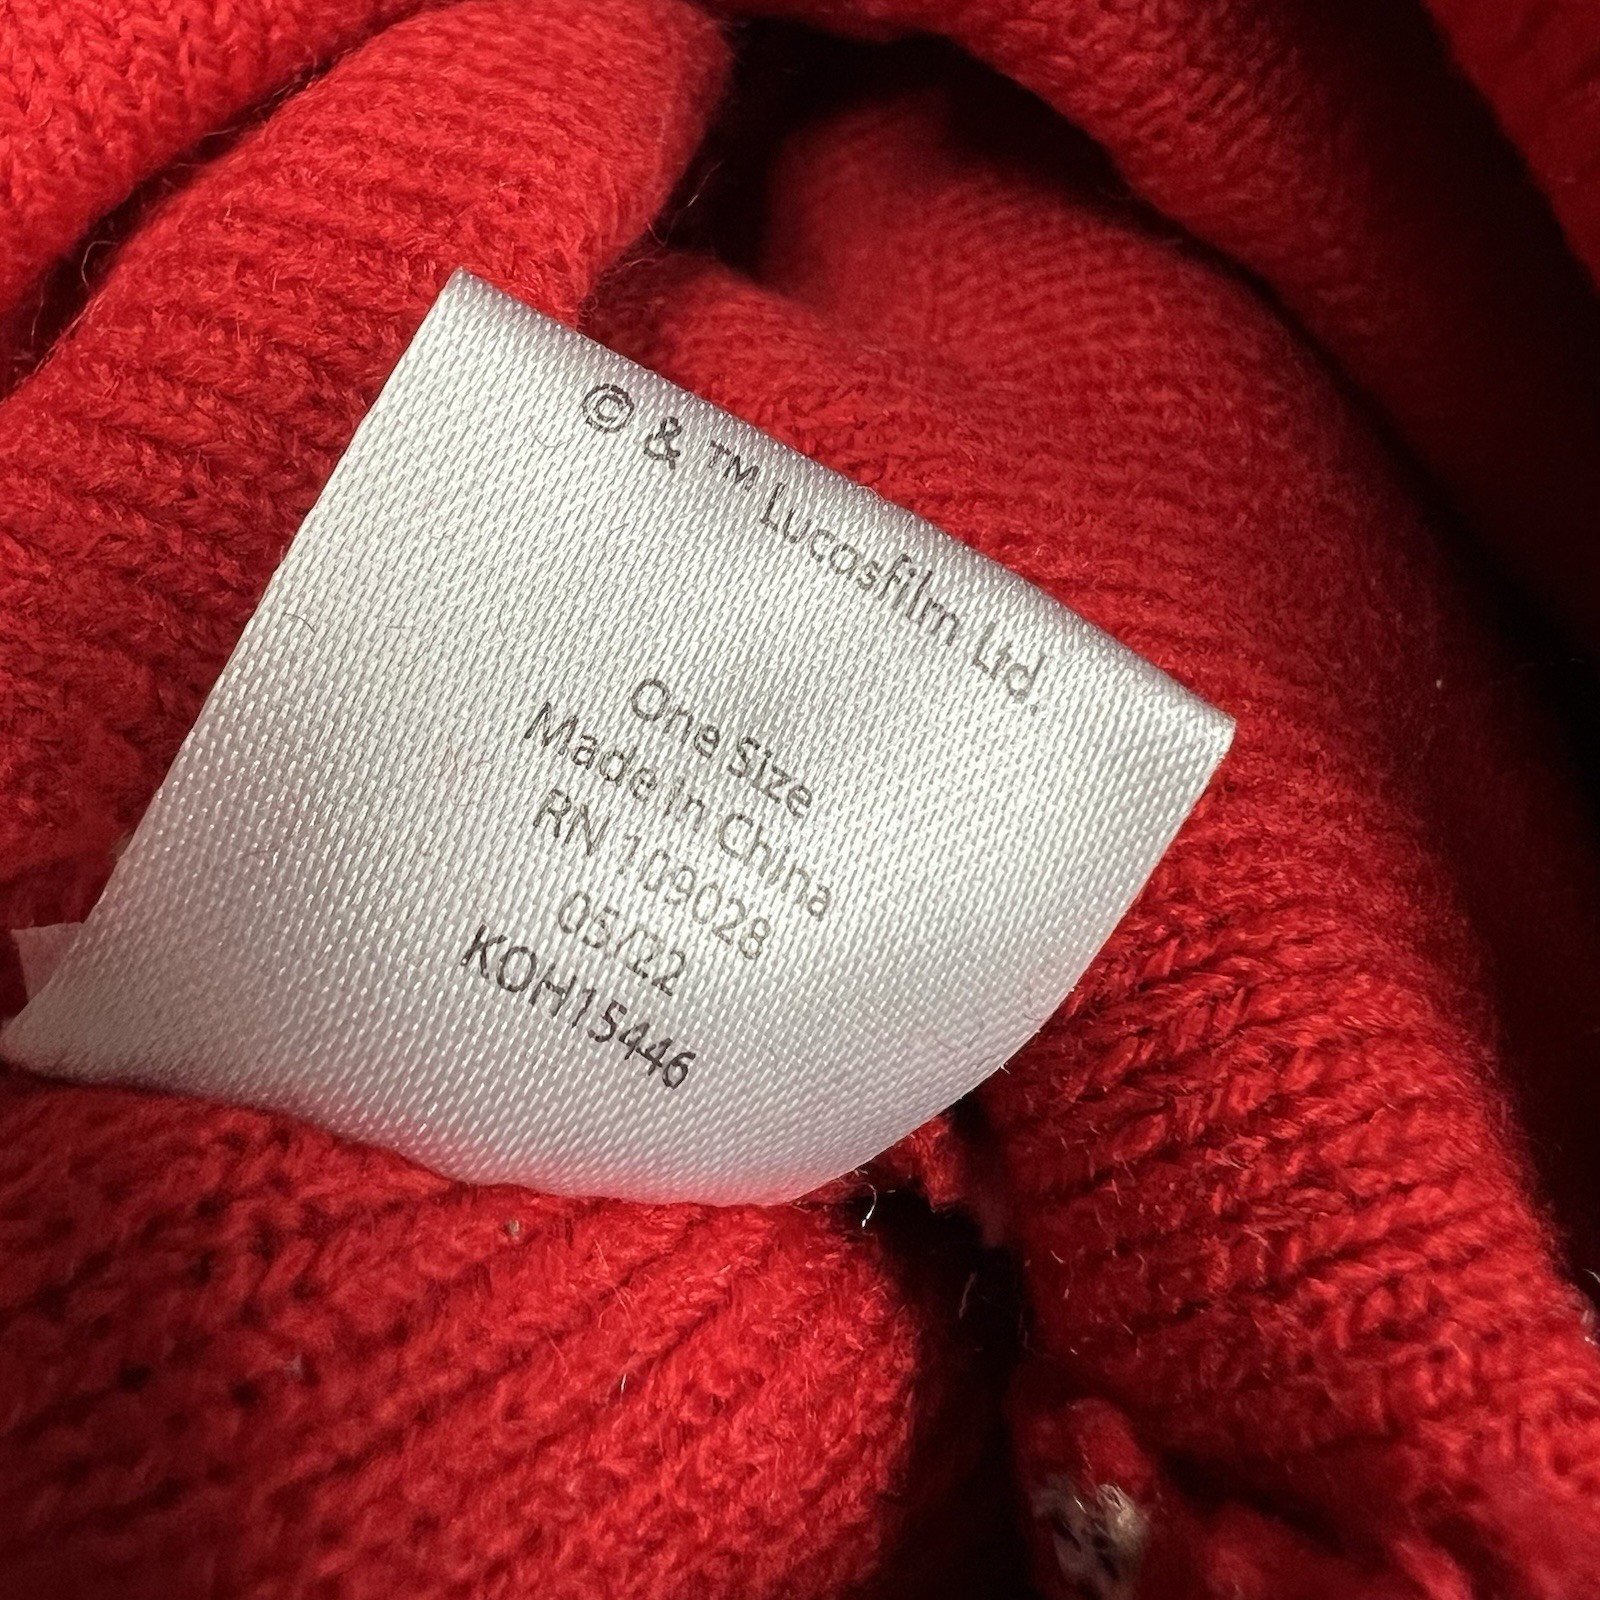 © & ™ Lucasfilm Ltd.
One Size
Made in China
RN 109028
05/22
KOH15446